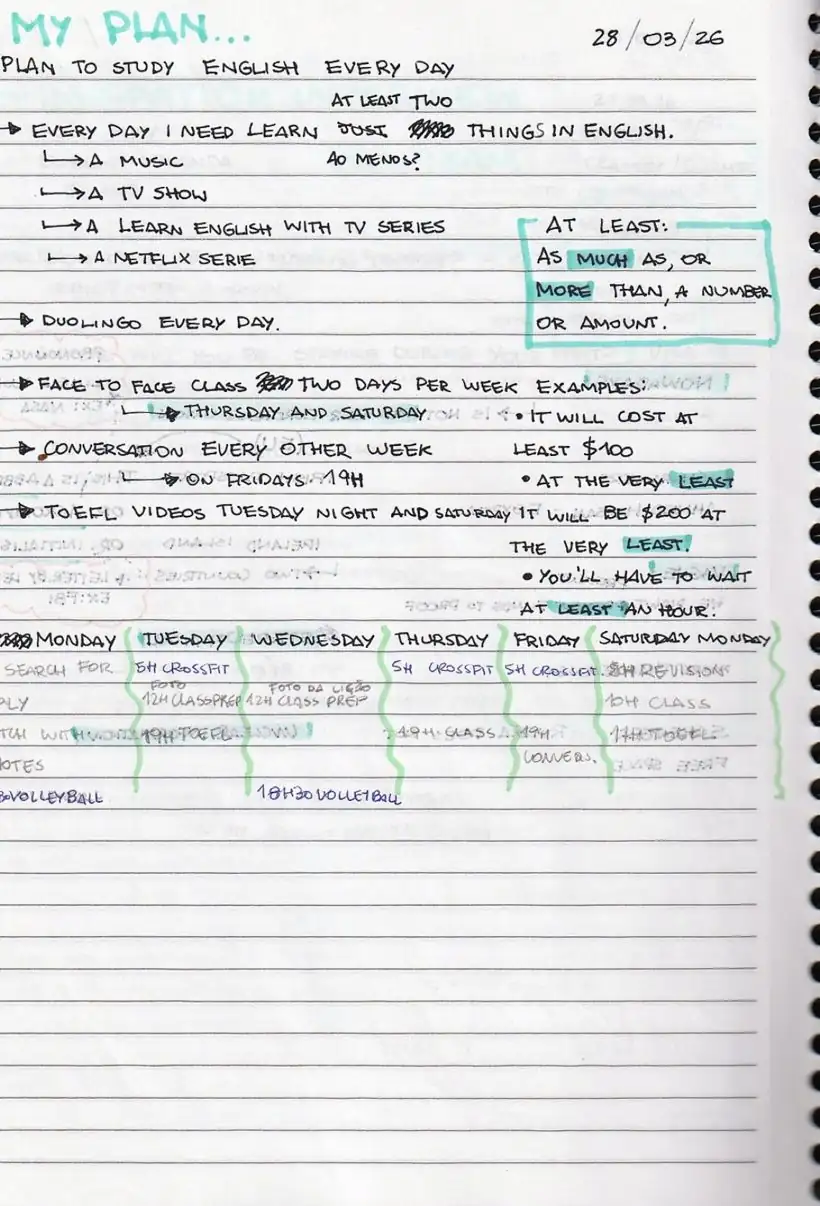 MY PLAN...
28/03/26
PLAN TO STUDY ENGLISH EVERY DAY
AT LEAST TWO
EVERY DAY I NEED LEARN JUST THINGS IN ENGLISH.
AO MENOS?
→ A MUSIC
→ A TV SHOW
→ A LEARN ENGLISH WITH TV SERIES
→ A NETFLIX SERIE
AT LEAST:
AS MUCH AS, OR
MORE THAN, A NUMBER
OR AMOUNT.
DUOLINGO EVERY DAY.
FACE TO FACE CLASS TWO DAYS PER WEEK
→ THURSDAY AND SATURDAY
CONVERSATION EVERY OTHER WEEK
→ ON FRIDAYS. 19H
TOEFL VIDEOS TUESDAY NIGHT AND SATURDAY
EXAMPLES:
• IT WILL COST AT
LEAST $100
• AT THE VERY LEAST
IT WILL BE $200 AT
THE VERY LEAST.
• YOU'LL HAVE TO WAIT
AT LEAST AN HOUR.
MONDAY TUESDAY WEDNESDAY THURSDAY FRIDAY SATURDAY MONDAY
SEARCH FOR 5H CROSSFIT 5H CROSSFIT 5H CROSSFIT. REVISION
FOTO FOTO DA LIÇÃO
PLY 12H CLASS PREP 12H CLASS PREP 10H CLASS
TCH WITH 19H TOEFL 19H CLASS 19H TOEFL
OTES CONVERS.
VOLLEYBALL 18H30 VOLLEYBALL